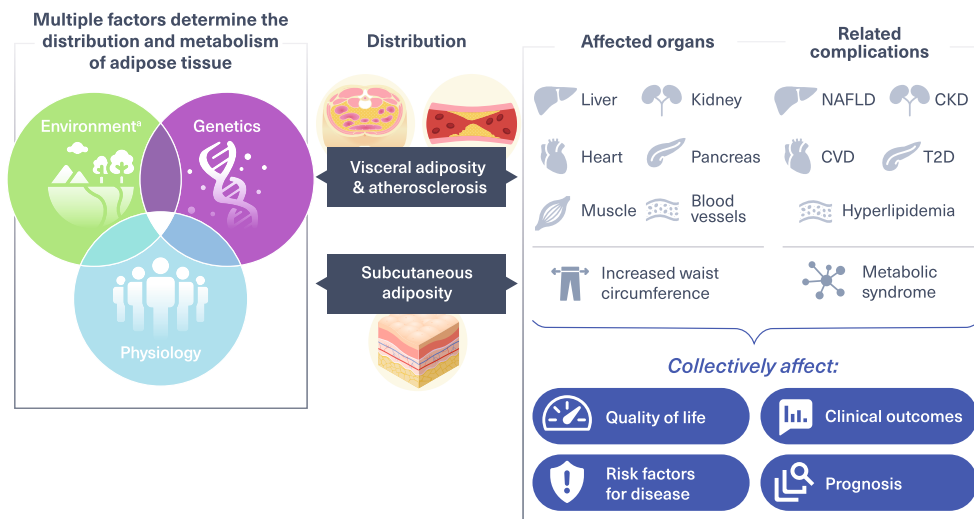 Multiple factors determine the
distribution and metabolism
of adipose tissue
Environmentª
Genetics
Physiology
Distribution
Visceral adiposity
& atherosclerosis
Subcutaneous
adiposity
Affected organs
Liver
Kidney
Heart
Pancreas
Muscle
Blood
vessels
Increased waist
circumference
Related
complications
NAFLD
CKD
CVD
T2D
Hyperlipidemia
Metabolic
syndrome
Collectively affect:
Quality of life
Clinical outcomes
Risk factors
for disease
Prognosis